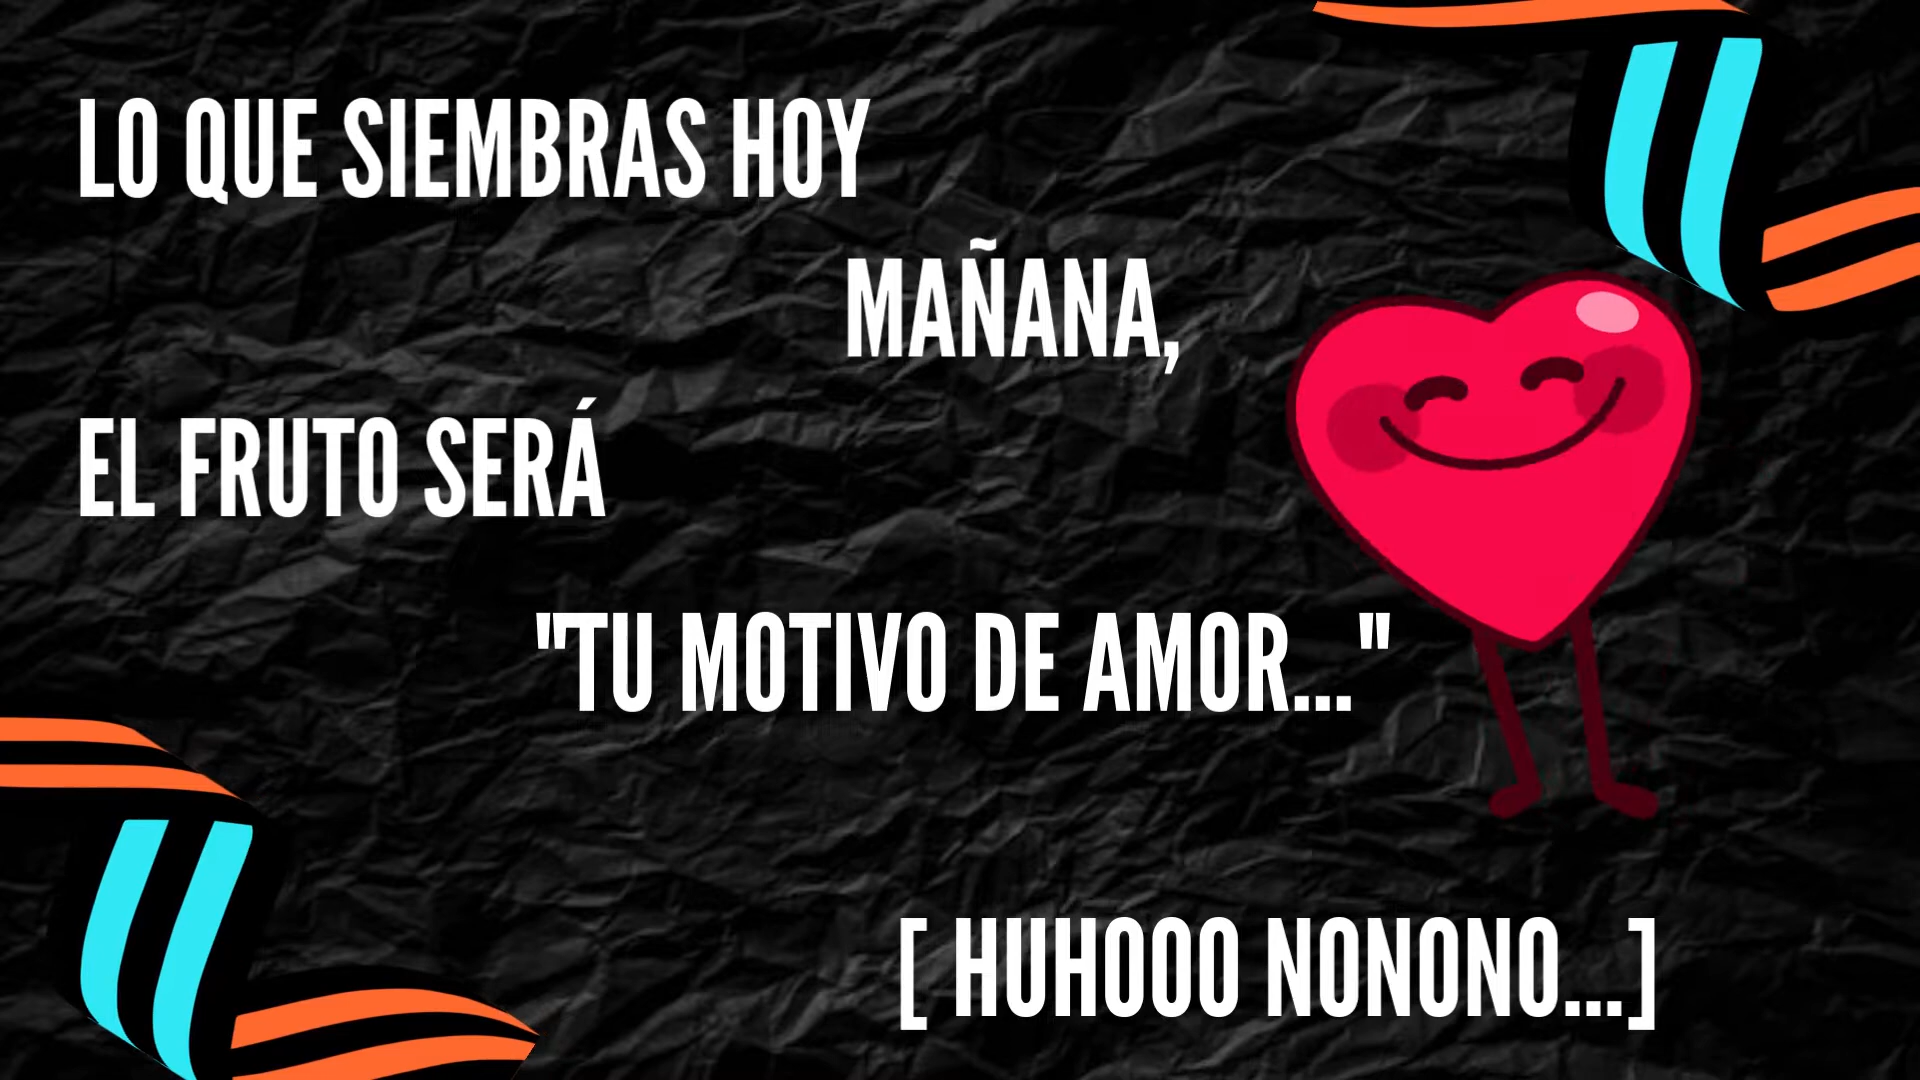 LO QUE SIEMBRAS HOY
MAÑANA,
EL FRUTO SERÁ
"TU MOTIVO DE AMOR..."
[ HUHOOO NONONO...]